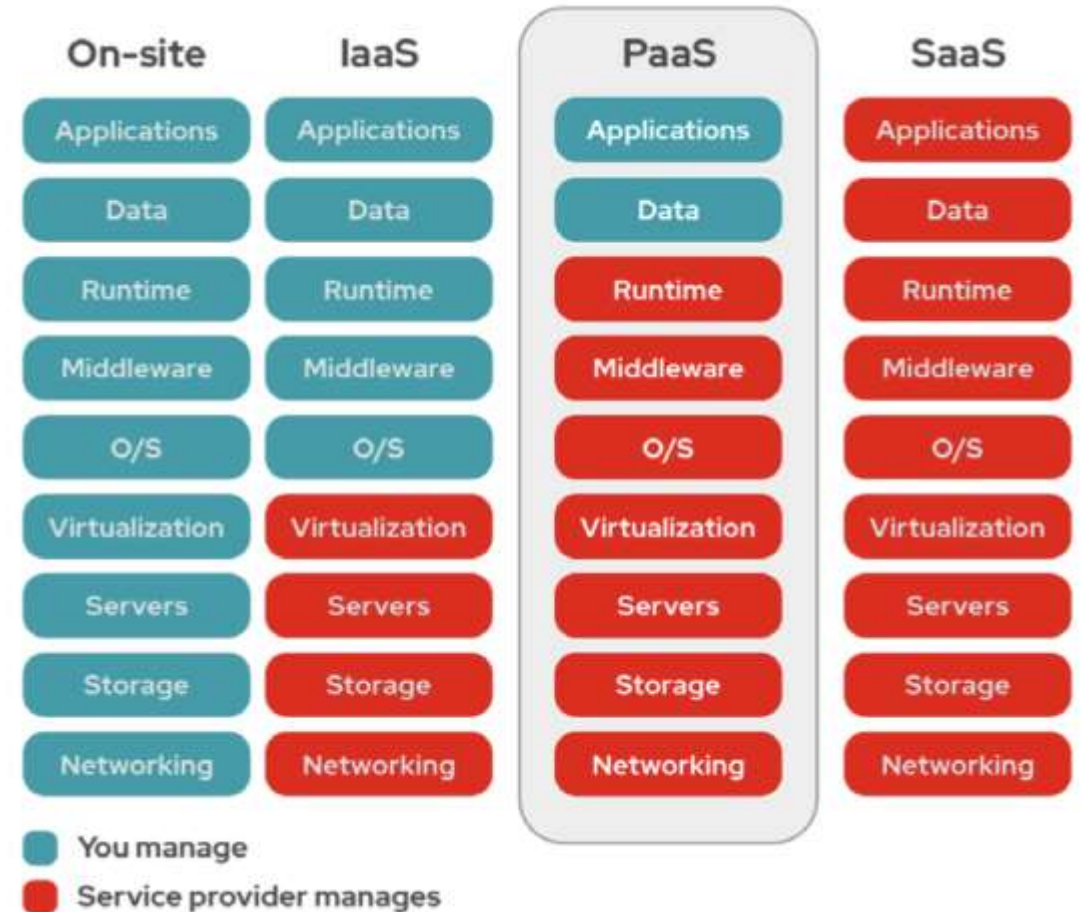 On-site IaaS PaaS SaaS
Applications Applications Applications Applications
Data Data Data Data
Runtime Runtime Runtime Runtime
Middleware Middleware Middleware Middleware
O/S O/S O/S O/S
Virtualization Virtualization Virtualization Virtualization
Servers Servers Servers Servers
Storage Storage Storage Storage
Networking Networking Networking Networking
You manage
Service provider manages